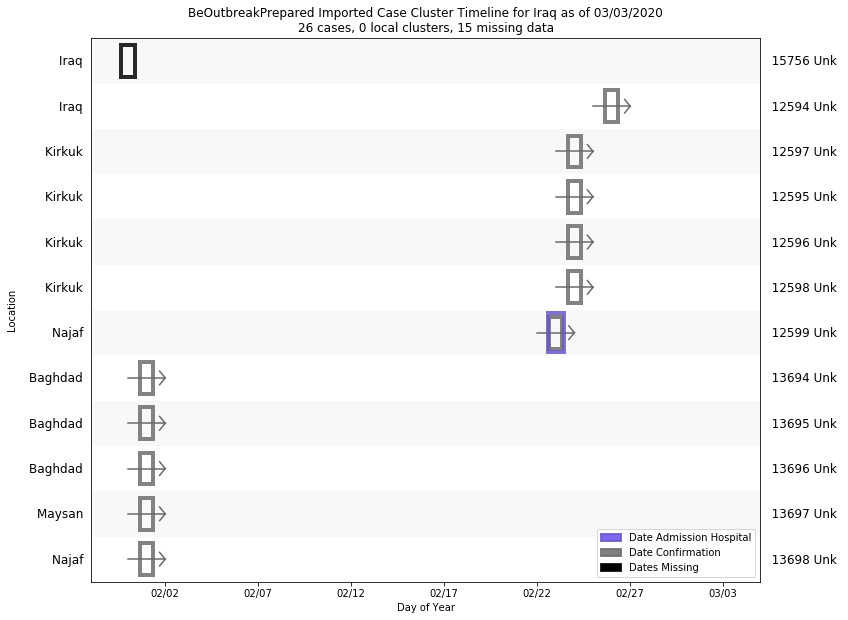 BeOutbreakPrepared Imported Case Cluster Timeline for Iraq as of 03/03/2020
26 cases, 0 local clusters, 15 missing data
Location
Iraq 15756 Unk
Iraq 12594 Unk
Kirkuk 12597 Unk
Kirkuk 12595 Unk
Kirkuk 12596 Unk
Kirkuk 12598 Unk
Najaf 12599 Unk
Baghdad 13694 Unk
Baghdad 13695 Unk
Baghdad 13696 Unk
Maysan 13697 Unk
Najaf 13698 Unk
Date Admission Hospital
Date Confirmation
Dates Missing
02/02 02/07 02/12 02/17 02/22 02/27 03/03
Day of Year